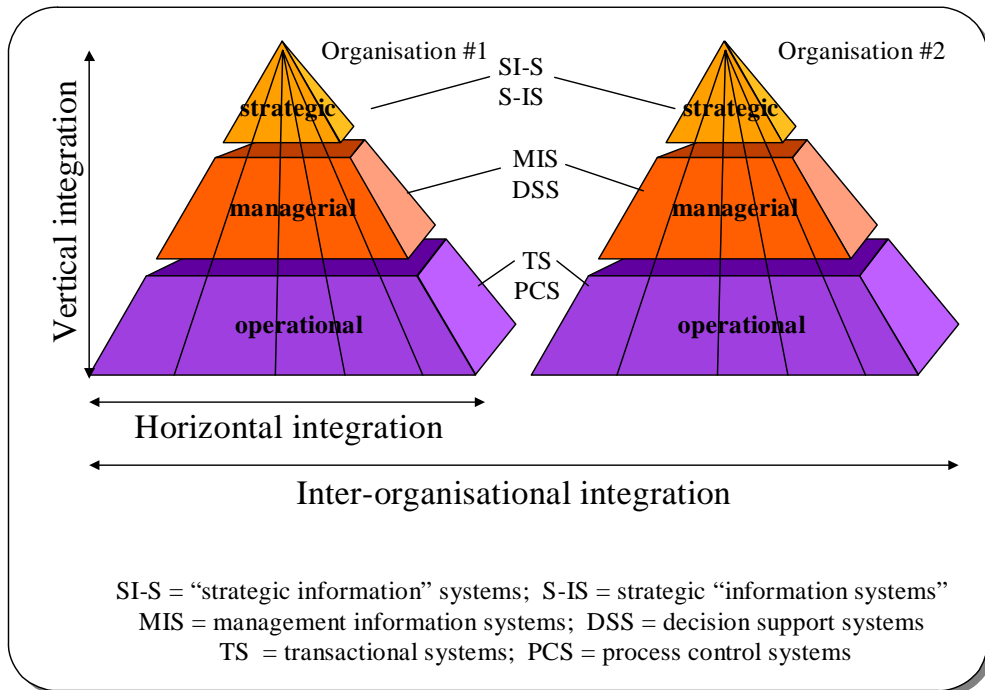 Organisation #1
Organisation #2
SI-S
S-IS
strategic
strategic
MIS
DSS
managerial
managerial
TS
PCS
operational
operational
Vertical integration
Horizontal integration
Inter-organisational integration
SI-S = “strategic information” systems; S-IS = strategic “information systems”
MIS = management information systems; DSS = decision support systems
TS = transactional systems; PCS = process control systems